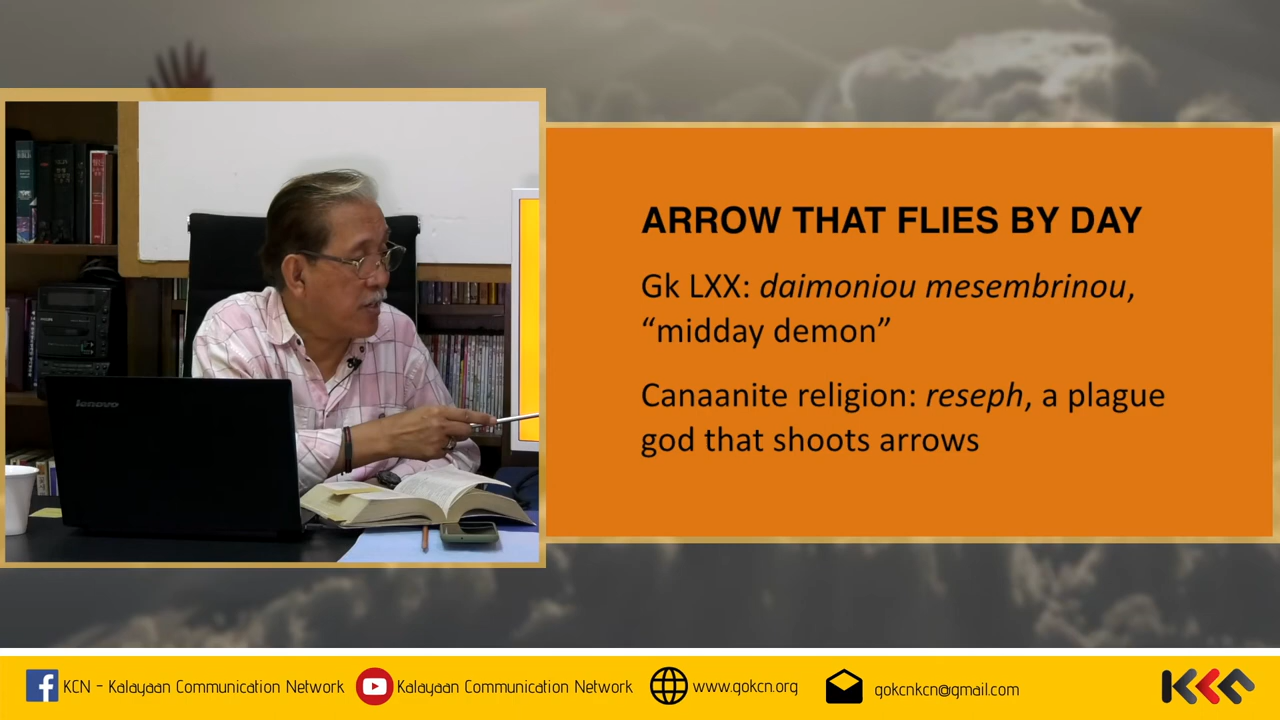 ARROW THAT FLIES BY DAY
Gk LXX: daimoniou mesembrinou,
“midday demon”
Canaanite religion: reseph, a plague
god that shoots arrows
lenovo
KCN - Kalayaan Communication Network
Kalayaan Communication Network
www.gokcn.org
gokcnkcn@gmail.com
KCN